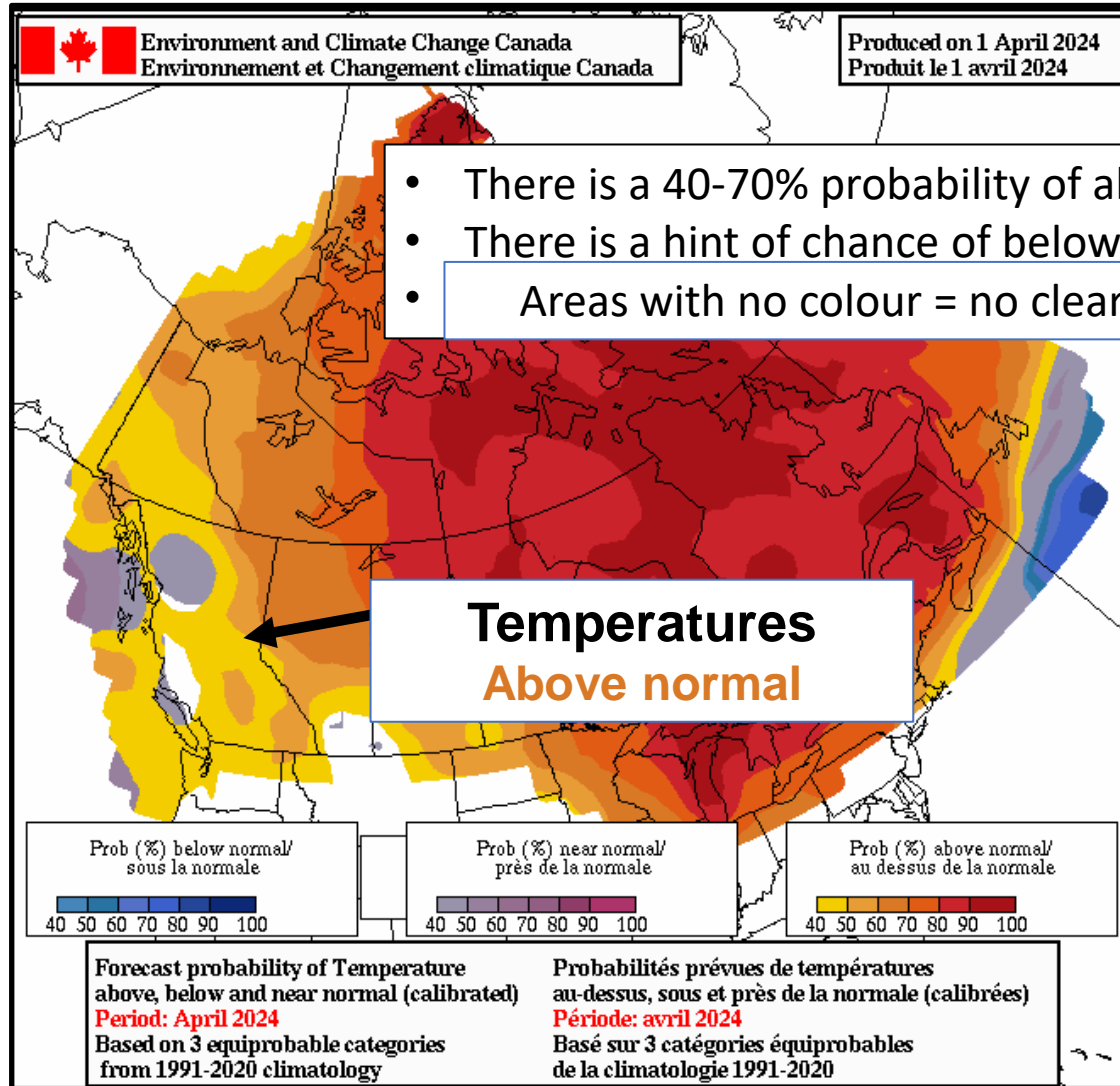 Environment and Climate Change Canada
Environnement et Changement climatique Canada
Produced on 1 April 2024
Produit le 1 avril 2024
• There is a 40-70% probability of al
• There is a hint of chance of below
• Areas with no colour = no clear
Temperatures
Above normal
Prob (%) below normal/
sous la normale
40 50 60 70 80 90 100
Prob (%) near normal/
près de la normale
40 50 60 70 80 90 100
Prob (%) above normal/
au dessus de la normale
40 50 60 70 80 90 100
Forecast probability of Temperature
above, below and near normal (calibrated)
Period: April 2024
Based on 3 equiprobable categories
from 1991-2020 climatology
Probabilités prévues de températures
au-dessus, sous et près de la normale (calibrées)
Période: avril 2024
Basé sur 3 catégories équiprobables
de la climatologie 1991-2020